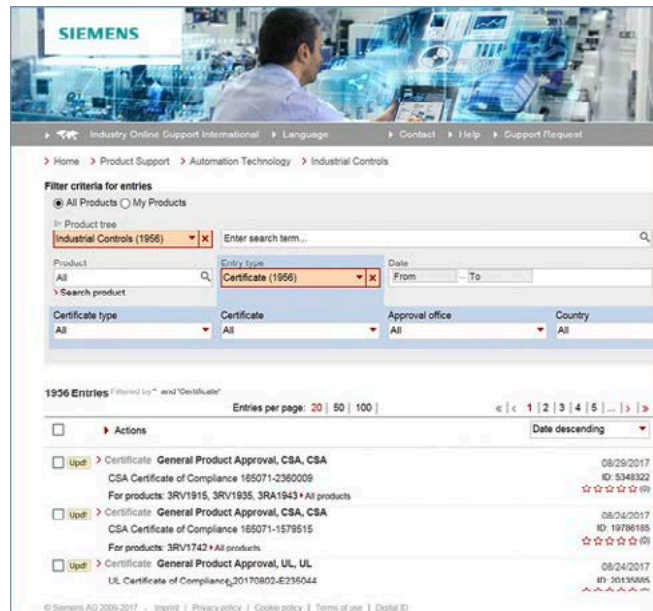 SIEMENS
Industry Online Support International Language Contact Help Support Request
> Home > Product Support > Automation Technology > Industrial Controls
Filter criteria for entries
All Products My Products
Product tree
Industrial Controls (1956) Enter search term...
Product Entry type Date
All Certificate (1956) From To
> Search product
Certificate type Certificate Approval office Country
All All All All
1956 Entries Filtered by "" and "Certificate"
Entries per page: 20 | 50 | 100 | « | < 1 | 2 | 3 | 4 | 5 | ... | > | »
Actions Date descending
Upd! > Certificate General Product Approval, CSA, CSA 08/29/2017
CSA Certificate of Compliance 165071-2360009 ID: 5348322
For products: 3RV1915, 3RV1935, 3RA1943 All products (0)
Upd! > Certificate General Product Approval, CSA, CSA 08/24/2017
CSA Certificate of Compliance 165071-1579515 ID: 19786185
For products: 3RV1742 All products (0)
Upd! > Certificate General Product Approval, UL, UL 08/24/2017
UL Certificate of Compliance 20170802-E235044 ID: 20135885
© Siemens AG 2009-2017 - Imprint | Privacy policy | Cookie policy | Terms of use | Digital ID